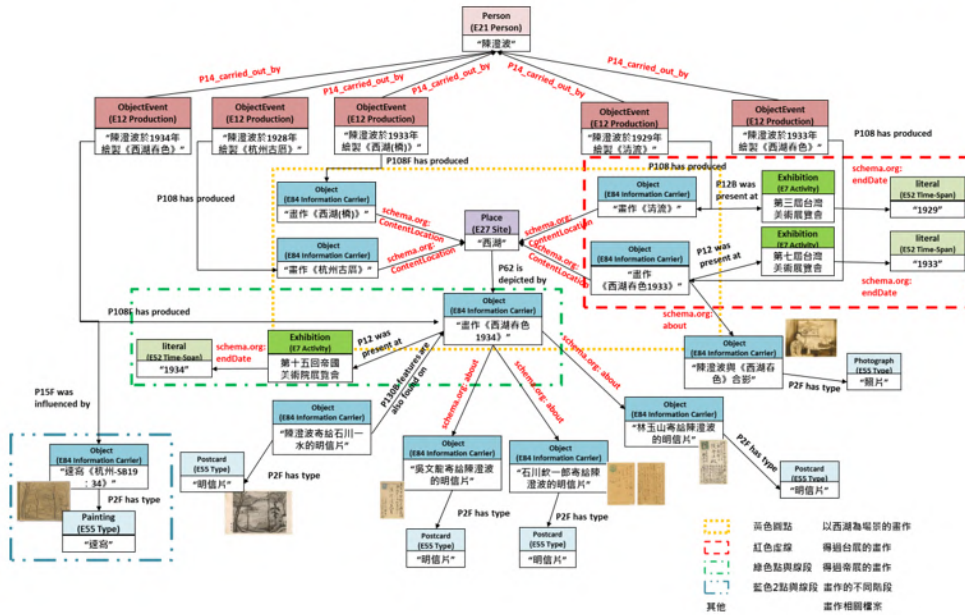 Person
(E21 Person)
"陳澄波"
P14_carried_out_by
P14_carried_out_by
P14_carried_out_by
P14_carried_out_by
P14_carried_out_by
ObjectEvent
(E12 Production)
"陳澄波於1934年
繪製《西湖春色》"
ObjectEvent
(E12 Production)
"陳澄波於1928年
繪製《杭州古厝》"
ObjectEvent
(E12 Production)
"陳澄波於1933年
繪製《西湖(橋)》"
ObjectEvent
(E12 Production)
"陳澄波於1929年
繪製《清流》"
ObjectEvent
(E12 Production)
"陳澄波於1933年
繪製《西湖春色》"
P108 has produced
P108F has produced
P108 has produced
P108 has produced
Object
(E84 Information Carrier)
"畫作《西湖(橋)》"
Object
(E84 Information Carrier)
"畫作《杭州古厝》"
schema.org:
ContentLocation
schema.org:
ContentLocation
Place
(E27 Site)
"西湖"
schema.org:
ContentLocation
schema.org:
ContentLocation
Object
(E84 Information Carrier)
"畫作《清流》"
Object
(E84 Information Carrier)
"畫作
《西湖春色1933》"
P12B was
present at
P12 was
present at
Exhibition
(E7 Activity)
第三屆台灣
美術展覽會
Exhibition
(E7 Activity)
第七屆台灣
美術展覽會
schema.org:
endDate
literal
(E52 Time-Span)
"1929"
literal
(E52 Time-Span)
"1933"
schema.org:
endDate
P62 is
depicted by
P108F has produced
Object
(E84 Information Carrier)
"畫作《西湖春色
1934》"
literal
(E52 Time-Span)
"1934"
schema.org:
endDate
Exhibition
(E7 Activity)
第十五回帝國
美術院展覽會
P12 was
present at
P130B features are
also found on
schema.org: about
schema.org: about
schema.org: about
schema.org:
about
Object
(E84 Information Carrier)
"陳澄波與《西湖春
色》合影"
P2F has type
Photograph
(E55 Type)
"照片"
P15F was
influenced by
Object
(E84 Information Carrier)
"速寫《杭州-SB19
:34》"
P2F has type
Painting
(E55 Type)
"速寫"
Object
(E84 Information Carrier)
"陳澄波寄給石川一
水的明信片"
P2F has type
Postcard
(E55 Type)
"明信片"
Object
(E84 Information Carrier)
"吳文龍寄給陳澄波
的明信片"
P2F has type
Postcard
(E55 Type)
"明信片"
Object
(E84 Information Carrier)
"石川欽一郎寄給陳
澄波的明信片"
P2F has type
Postcard
(E55 Type)
"明信片"
Object
(E84 Information Carrier)
"林玉山寄給陳澄波
的明信片"
P2F has type
Postcard
(E55 Type)
"明信片"
黃色圓點 以西湖為場景的畫作
紅色虛線 得過台展的畫作
綠色點與線段 得過帝展的畫作
藍色2點與線段 畫作的不同階段
其他 畫作相關檔案